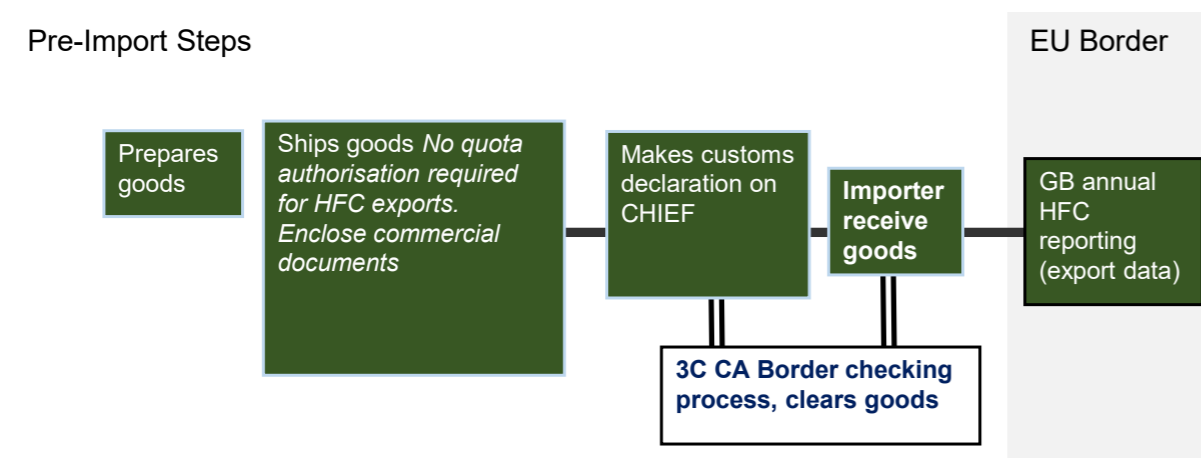 Pre-Import Steps
EU Border
Prepares
goods
Ships goods No quota
authorisation required
for HFC exports.
Enclose commercial
documents
Makes customs
declaration on
CHIEF
Importer
receive
goods
GB annual
HFC
reporting
(export data)
3C CA Border checking
process, clears goods